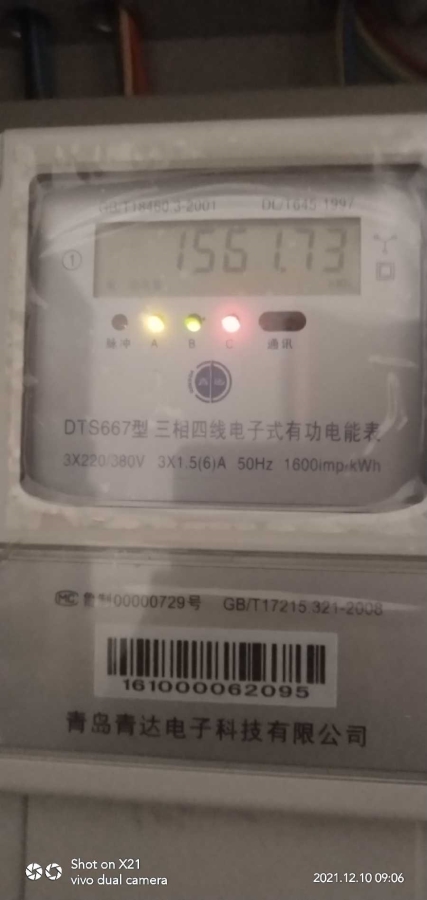 GB/T18460.3-2001 DL/T645 1997
① 1561.73
脉冲 A B C 通讯
DTS667型 三相四线电子式有功电能表
3X220/380V 3X1.5(6)A 50Hz 1600imp·kWh
MC 鲁制00000729号 GB/T17215.321-2008
161000062095
青岛青达电子科技有限公司
Shot on X21
vivo dual camera
2021.12.10 09:06